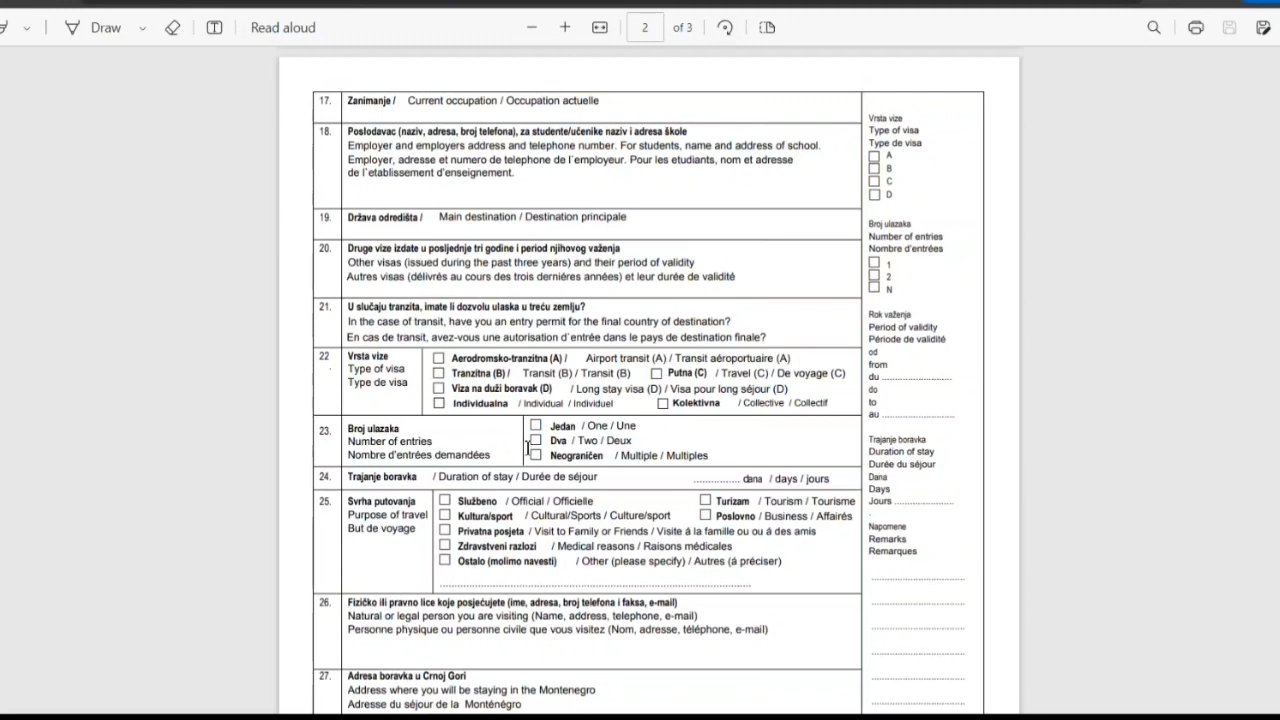 Draw
Read aloud
2 of 3
17. Zanimanje / Current occupation / Occupation actuelle
18. Poslodavac (naziv, adresa, broj telefona), za studente/učenike naziv i adresa škole
Employer and employers address and telephone number. For students, name and address of school.
Employer, adresse et numero de telephone de l`employeur. Pour les etudiants, nom et adresse
de l`etablissement d'enseignement.
19. Država odredišta / Main destination / Destination principale
20. Druge vize izdate u posljednje tri godine i period njihovog važenja
Other visas (issued during the past three years) and their period of validity
Autres visas (délivrés au cours des trois derniéres années) et leur durée de validité
21. U slučaju tranzita, imate li dozvolu ulaska u treću zemlju?
In the case of transit, have you an entry permit for the final country of destination?
En cas de transit, avez-vous une autorisation d´entrée dans le pays de destination finale?
22. Vrsta vize
Type of visa
Type de visa
Aerodromsko-tranzitna (A) / Airport transit (A) / Transit aéroportuaire (A)
Tranzitna (B) / Transit (B) / Transit (B) Putna (C) / Travel (C) / De voyage (C)
Viza na duži boravak (D) / Long stay visa (D) / Visa pour long séjour (D)
Individualna / Individual / Individuel Kolektivna / Collective / Collectif
23. Broj ulazaka
Number of entries
Nombre d'entrées demandées
Jedan / One / Une
Dva / Two / Deux
Neograničen / Multiple / Multiples
24. Trajanje boravka / Duration of stay / Durée de séjour ............... dana / days / jours
25. Svrha putovanja
Purpose of travel
But de voyage
Službeno / Official / Officielle Turizam / Tourism / Tourisme
Kultura/sport / Cultural/Sports / Culture/sport Poslovno / Business / Affairés
Privatna posjeta / Visit to Family or Friends / Visite á la famille ou ou á des amis
Zdravstveni razlozi / Medical reasons / Raisons médicales
Ostalo (molimo navesti) / Other (please specify) / Autres (á préciser)
26. Fizičko ili pravno lice koje posjećujete (ime, adresa, broj telefona i faksa, e-mail)
Natural or legal person you are visiting (Name, address, telephone, e-mail)
Personne physique ou personne civile que vous visitez (Nom, adresse, téléphone, e-mail)
27. Adresa boravka u Crnoj Gori
Address where you will be staying in the Montenegro
Adresse du séjour de la Monténégro
Vrsta vize
Type of visa
Type de visa
A
B
C
D
Broj ulazaka
Number of entries
Nombre d'entrées
1
2
N
Rok važenja
Period of validity
Période de validité
od
from
du ....................
do
to
au ....................
Trajanje boravka
Duration of stay
Durée du séjour
Dana
Days
Jours .................
Napomene
Remarks
Remarques